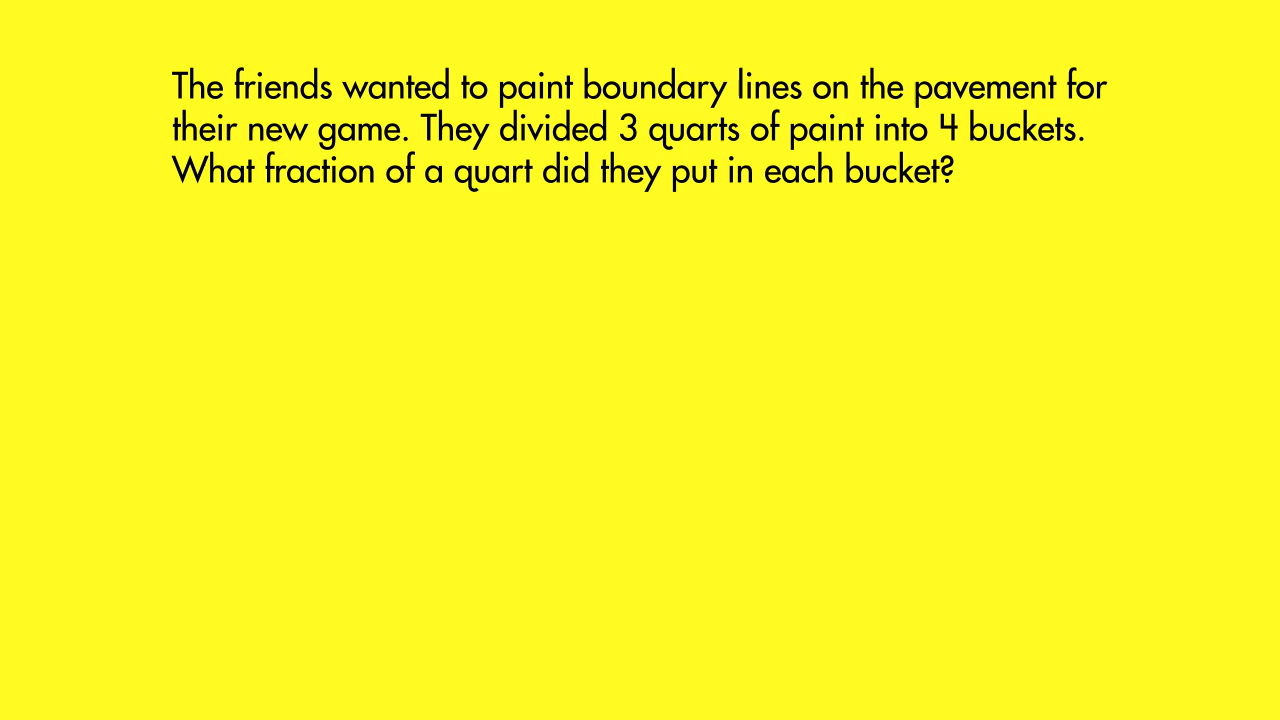 The friends wanted to paint boundary lines on the pavement for
their new game. They divided 3 quarts of paint into 4 buckets.
What fraction of a quart did they put in each bucket?